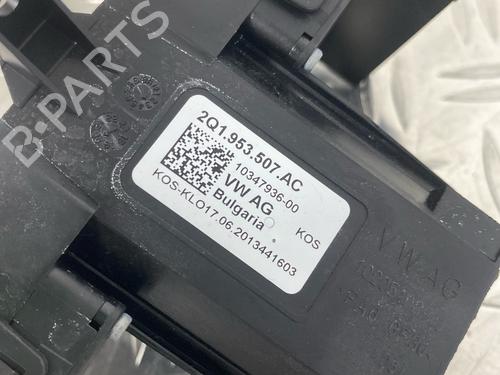 B-PARTS
2Q1.953.507.AC
10347936-00
VW AG
Bulgaria
KOS
KOS-KLO17.06.2013441603
VW AG